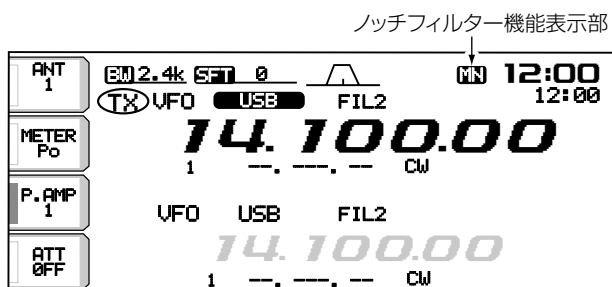 ノッチフィルター機能表示部
ANT
1
BW 2.4k SFT 0 MN 12:00
TX VFO USB FIL2 12:00
METER
Po
14.100.00
1 --.---.-- CW
P.AMP
1
VFO USB FIL2
ATT
OFF
14.100.00
1 --.---.-- CW